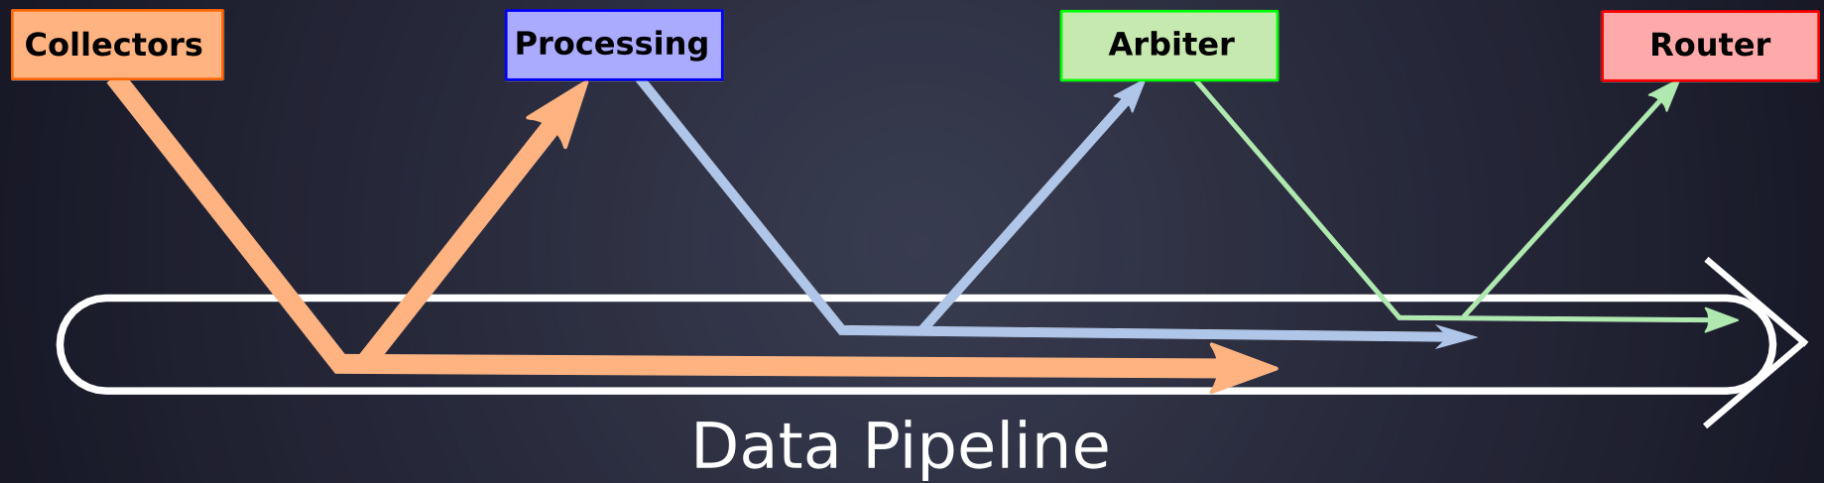 Collectors
Processing
Arbiter
Router
Data Pipeline